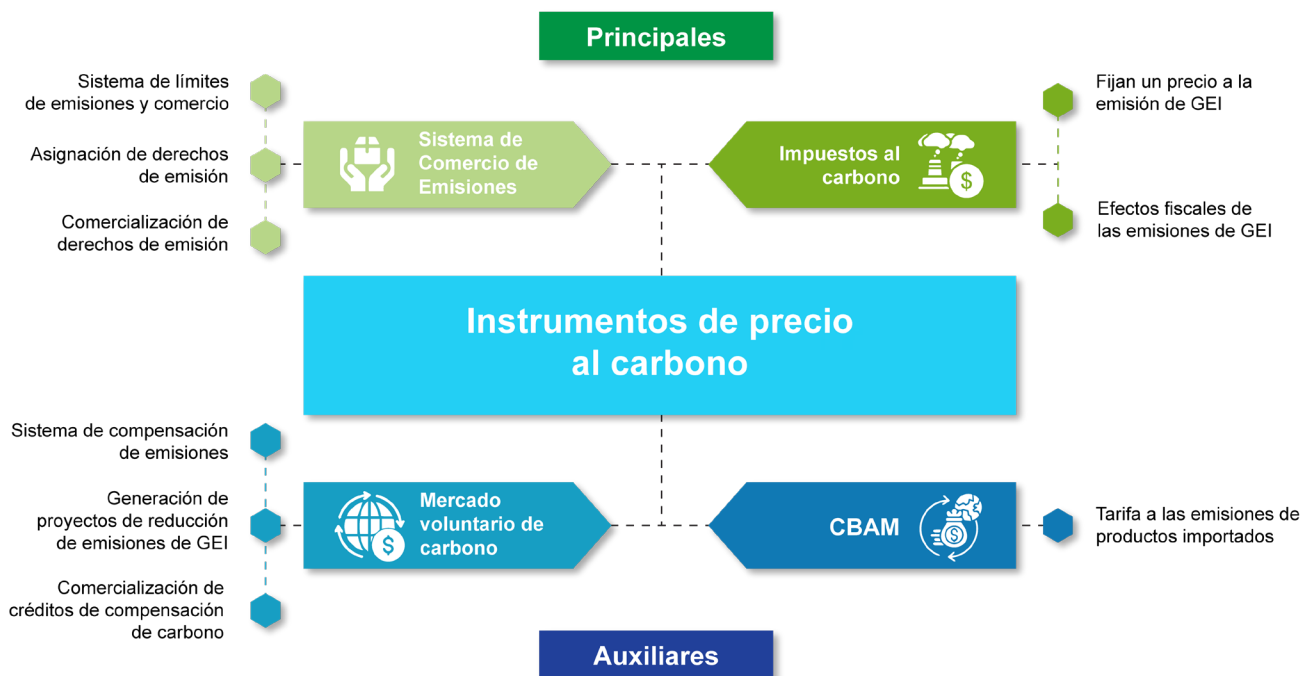 Principales
Sistema de límites
de emisiones y comercio
Asignación de derechos
de emisión
Comercialización de
derechos de emisión
Sistema de
Comercio de
Emisiones
$
Impuestos al
carbono
$
Fijan un precio a la
emisión de GEI
Efectos fiscales de
las emisiones de GEI
Instrumentos de precio
al carbono
Sistema de compensación
de emisiones
Generación de
proyectos de reducción
de emisiones de GEI
Comercialización de
créditos de compensación
de carbono
Mercado
voluntario de
carbono
$
CBAM
$
Tarifa a las emisiones de
productos importados
Auxiliares